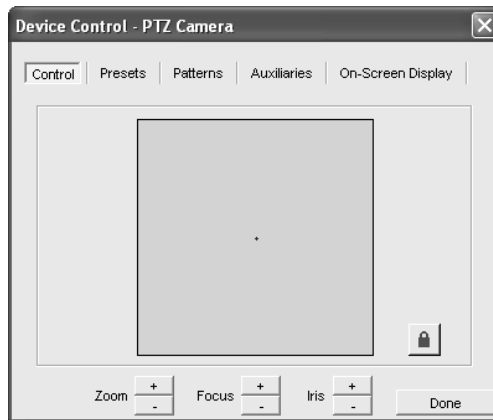 Device Control - PTZ Camera
Control Presets Patterns Auxiliaries On-Screen Display
Zoom + - Focus + - Iris + - Done